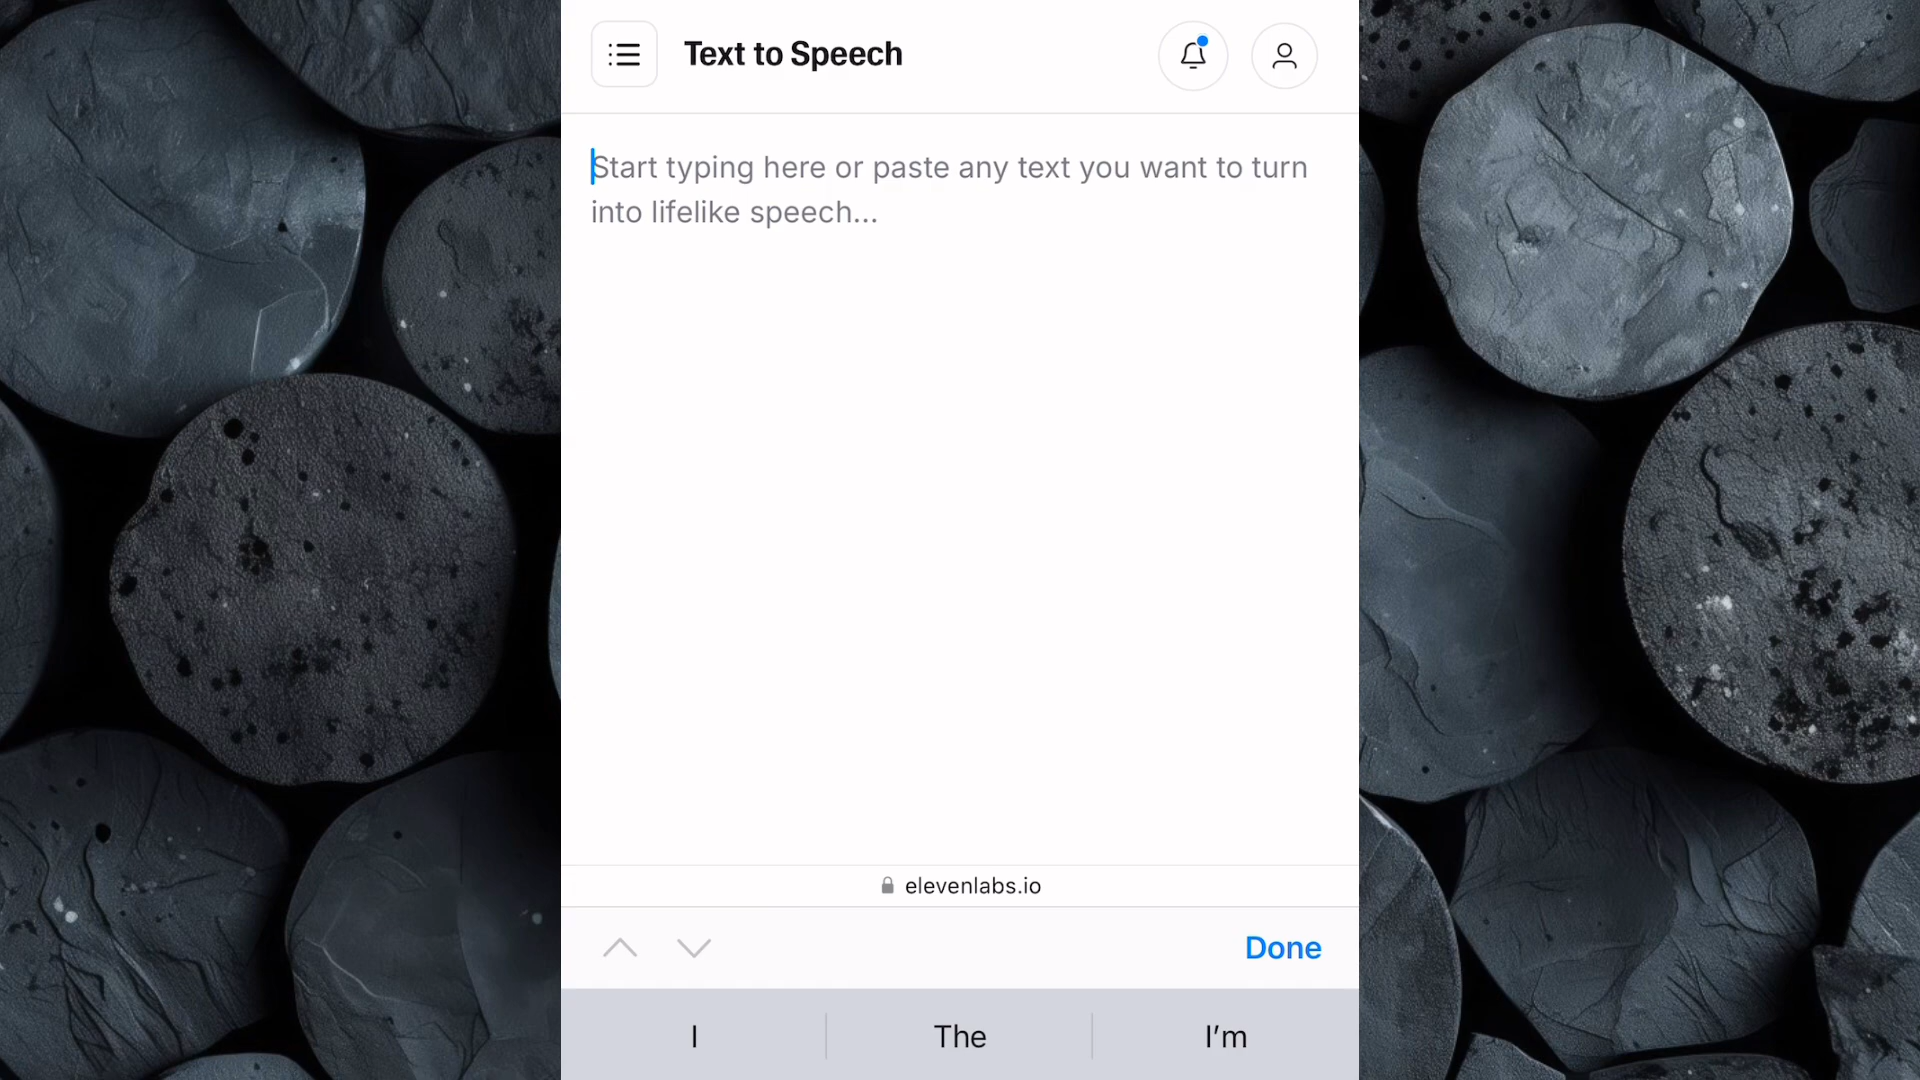 Text to Speech
Start typing here or paste any text you want to turn
into lifelike speech...
elevenlabs.io
Done
I
The
I’m